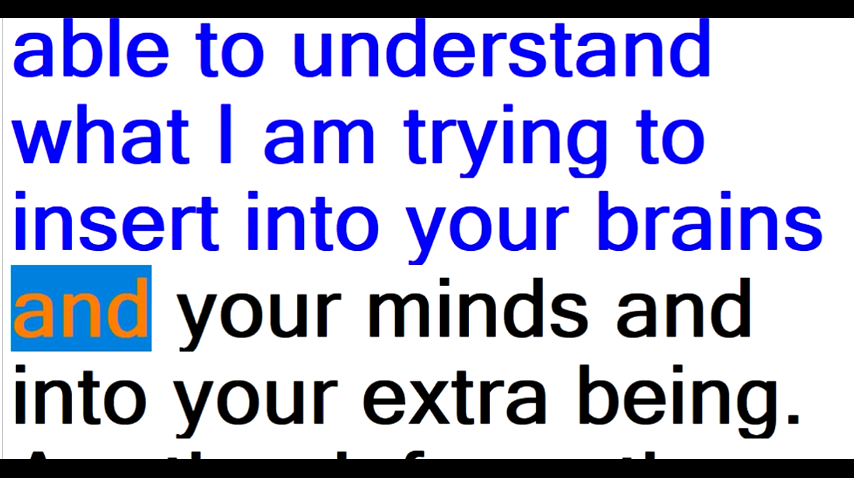 able to understand
what I am trying to
insert into your brains
and your minds and
into your extra being.